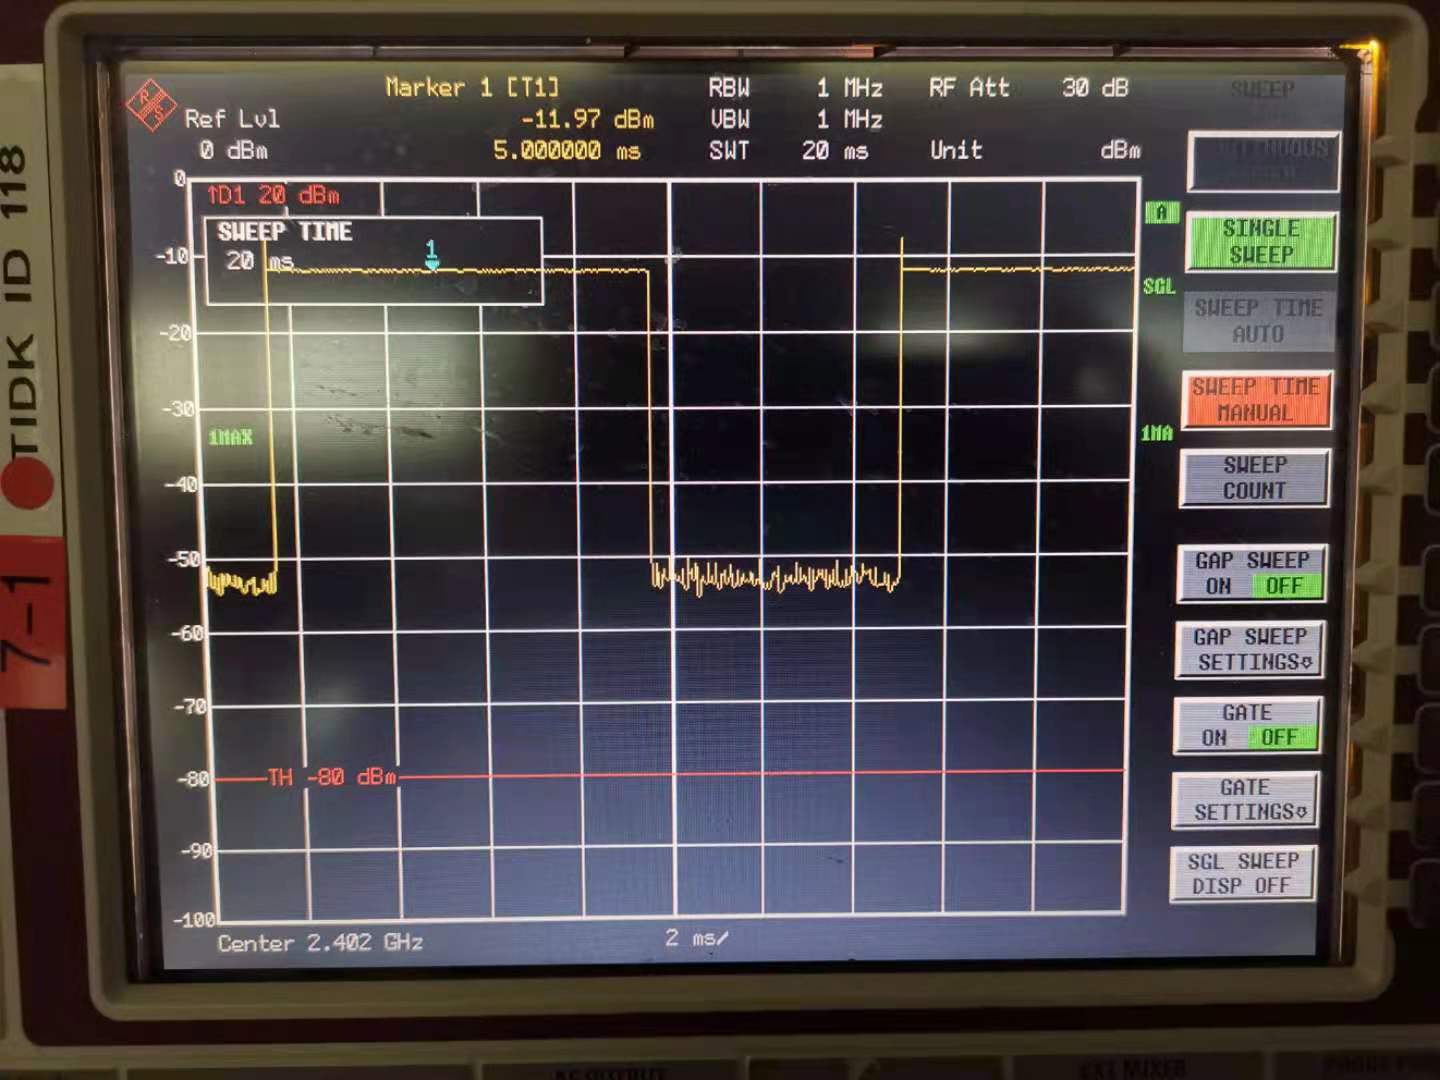 Marker 1 [T1]
RBW 1 MHz RF Att 30 dB
Ref Lvl
-11.97 dBm
VBW 1 MHz
0 dBm
5.000000 ms
SWT 20 ms Unit dBm
R
S
SWEEP
SINGLE
SWEEP
SWEEP TIME
AUTO
SWEEP TIME
MANUAL
SWEEP
COUNT
GAP SWEEP
ON OFF
GAP SWEEP
SETTINGS
GATE
ON OFF
GATE
SETTINGS
SGL SWEEP
DISP OFF
0
↑D1 20 dBm
SWEEP TIME
20 ms
1
-10
-20
-30
-40
-50
-60
-70
-80
-90
-100
1MAX
TH -80 dBm
A
SGL
1MA
Center 2.402 GHz
2 ms/
TIDK ID 118
7-1
EXT MIXER